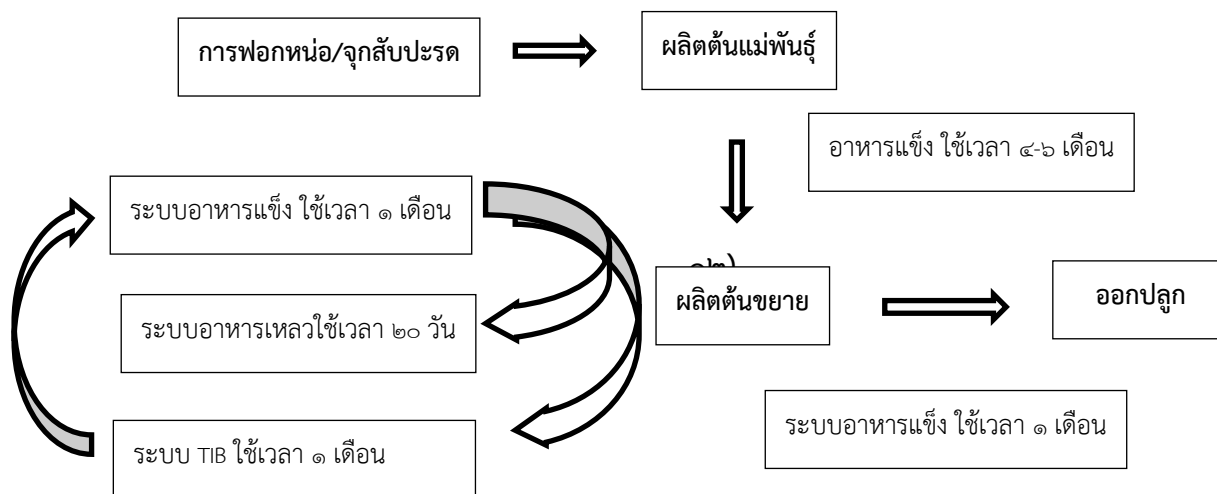 การฟอกหน่อ/จุกสับปะรด
ผลิตต้นแม่พันธุ์
อาหารแข็ง ใช้เวลา ๔-๖ เดือน
ระบบอาหารแข็ง ใช้เวลา ๑ เดือน
ระบบอาหารเหลวใช้เวลา ๒๐ วัน
ผลิตต้นขยาย
ออกปลูก
ระบบ TIB ใช้เวลา ๑ เดือน
ระบบอาหารแข็ง ใช้เวลา ๑ เดือน